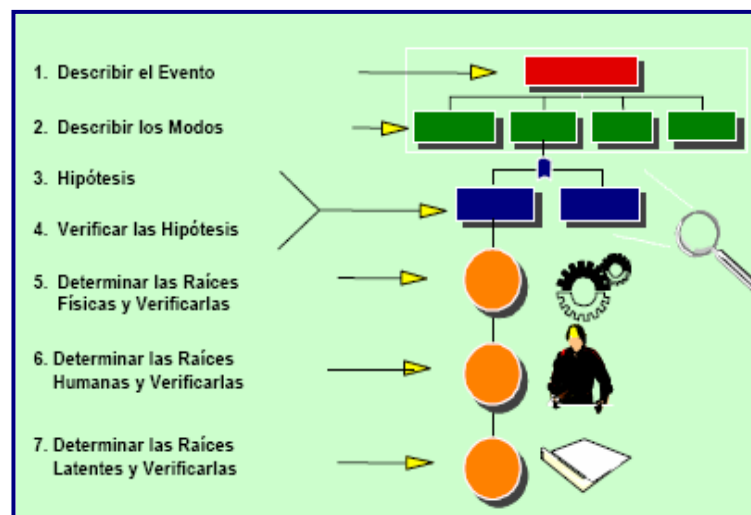 1. Describir el Evento
2. Describir los Modos
3. Hipótesis
4. Verificar las Hipótesis
5. Determinar las Raíces
Físicas y Verificarlas
6. Determinar las Raíces
Humanas y Verificarlas
7. Determinar las Raíces
Latentes y Verificarlas